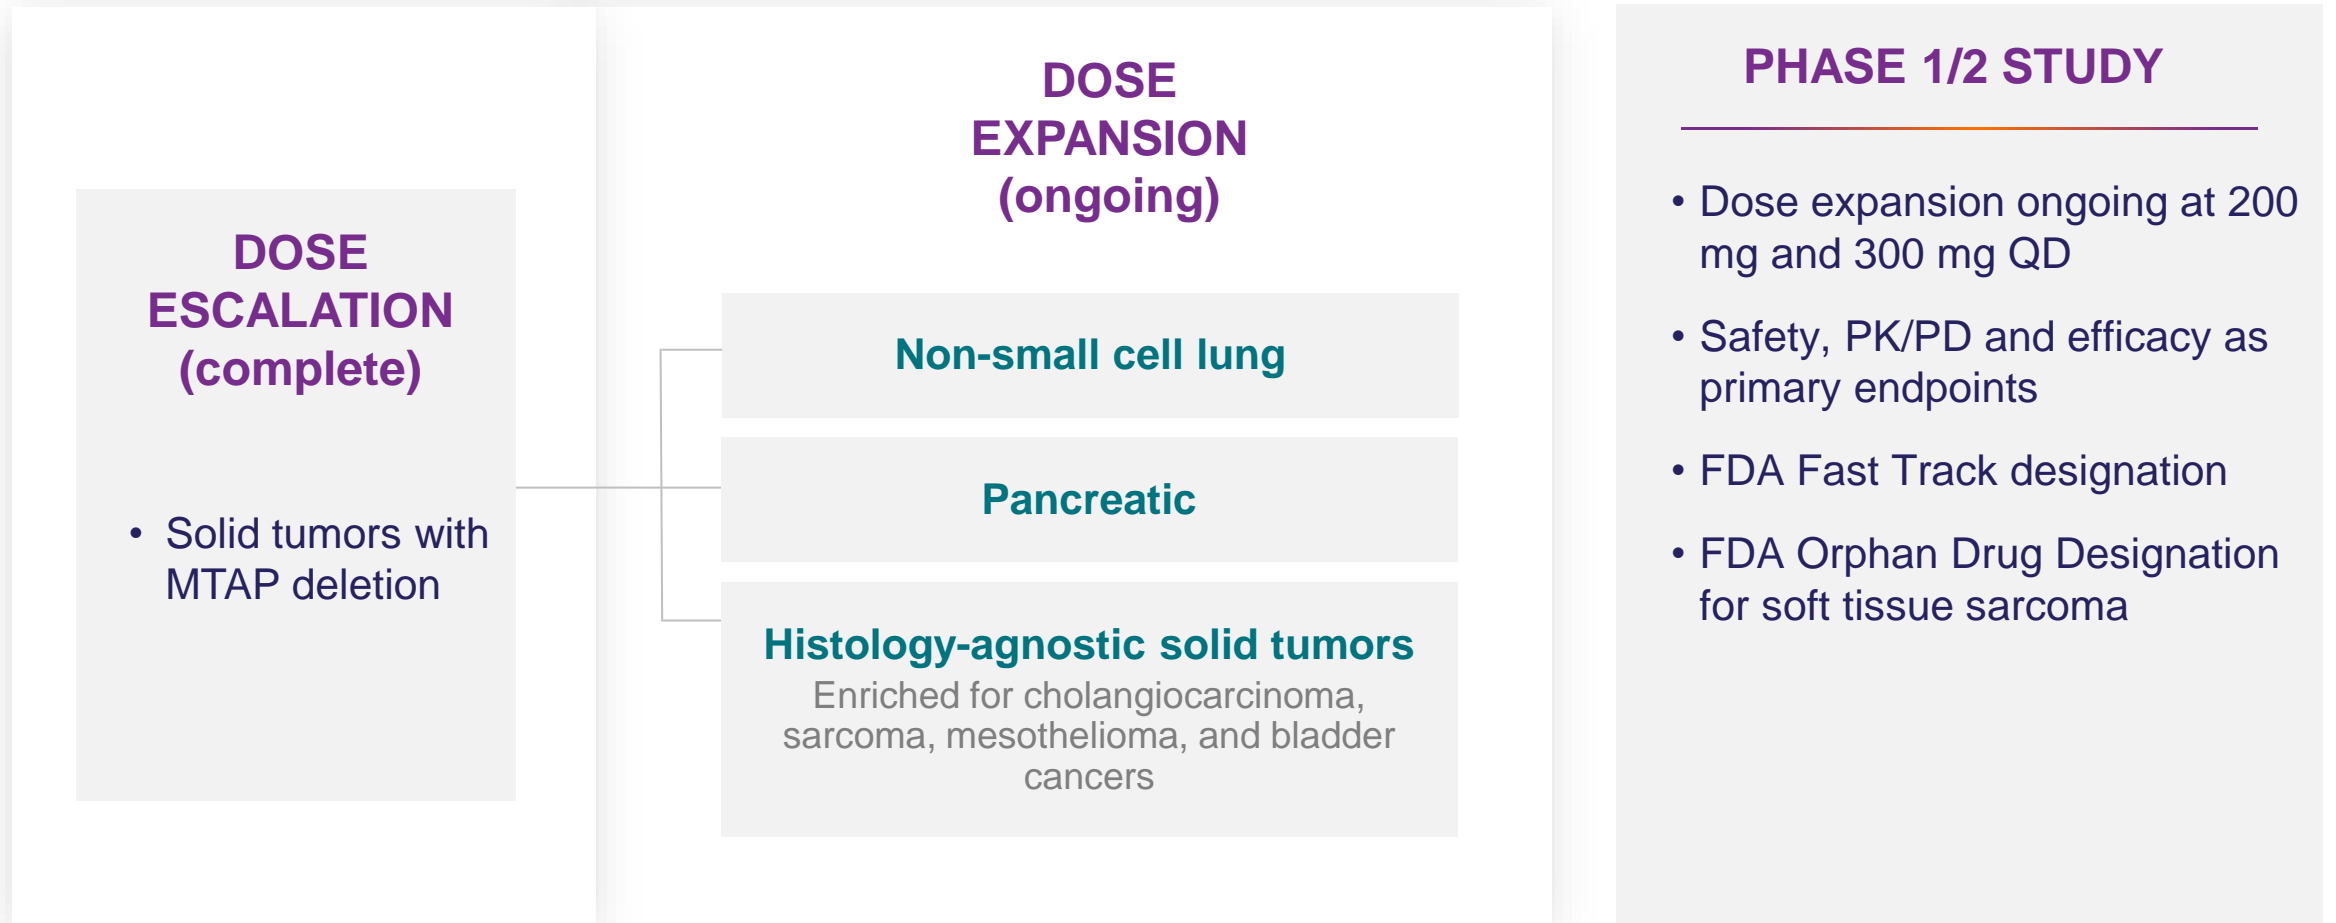 DOSE
ESCALATION
(complete)
• Solid tumors with
MTAP deletion
DOSE
EXPANSION
(ongoing)
Non-small cell lung
Pancreatic
Histology-agnostic solid tumors
Enriched for cholangiocarcinoma,
sarcoma, mesothelioma, and bladder
cancers
PHASE 1/2 STUDY
• Dose expansion ongoing at 200
mg and 300 mg QD
• Safety, PK/PD and efficacy as
primary endpoints
• FDA Fast Track designation
• FDA Orphan Drug Designation
for soft tissue sarcoma